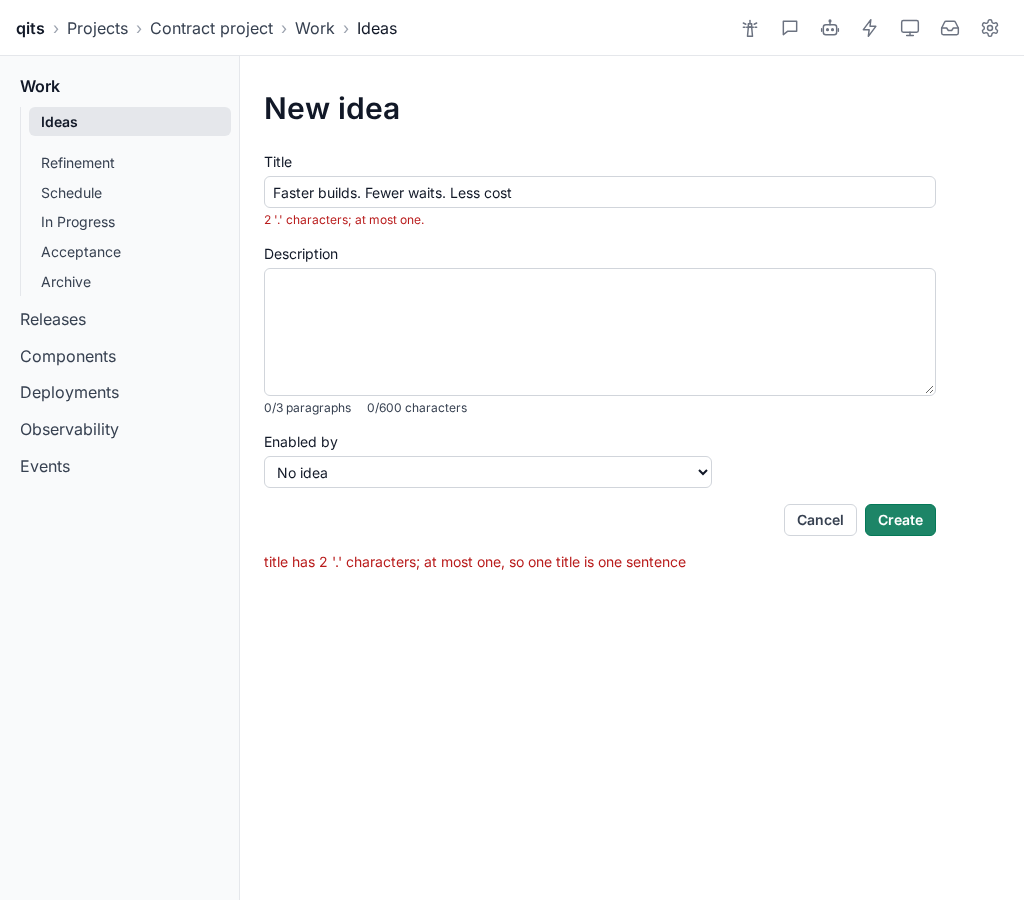 qits › Projects › Contract project › Work › Ideas
Work
Ideas
Refinement
Schedule
In Progress
Acceptance
Archive
Releases
Components
Deployments
Observability
Events
New idea
Title
Faster builds. Fewer waits. Less cost
2 '.' characters; at most one.
Description
0/3 paragraphs 0/600 characters
Enabled by
No idea
Cancel Create
title has 2 '.' characters; at most one, so one title is one sentence